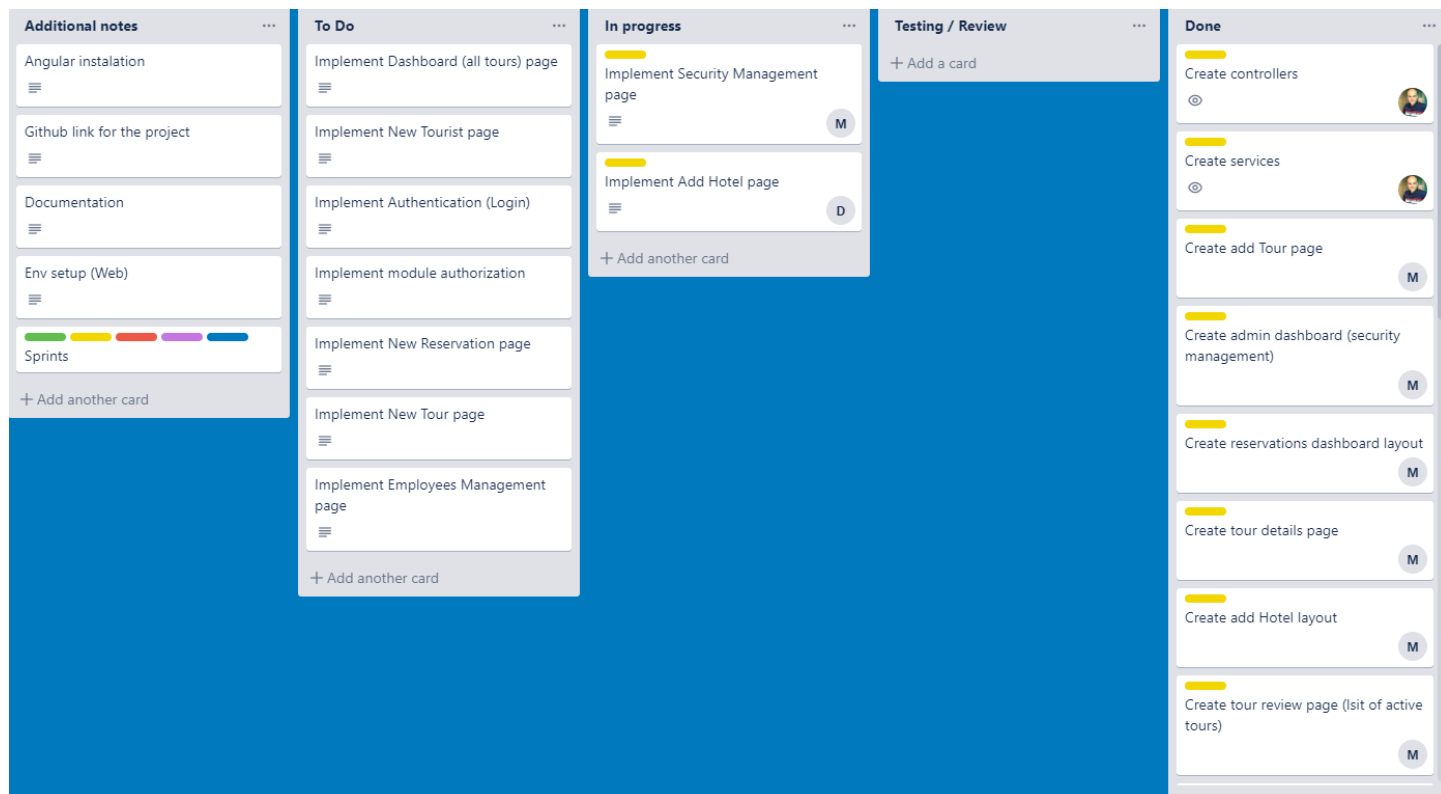 Additional notes
Angular instalation
Github link for the project
Documentation
Env setup (Web)
Sprints
+ Add another card
To Do
Implement Dashboard (all tours) page
Implement New Tourist page
Implement Authentication (Login)
Implement module authorization
Implement New Reservation page
Implement New Tour page
Implement Employees Management
page
+ Add another card
In progress
Implement Security Management
page
M
Implement Add Hotel page
D
+ Add another card
Testing / Review
+ Add a card
Done
Create controllers
Create services
Create add Tour page
M
Create admin dashboard (security
management)
M
Create reservations dashboard layout
M
Create tour details page
M
Create add Hotel layout
M
Create tour review page (lsit of active
tours)
M